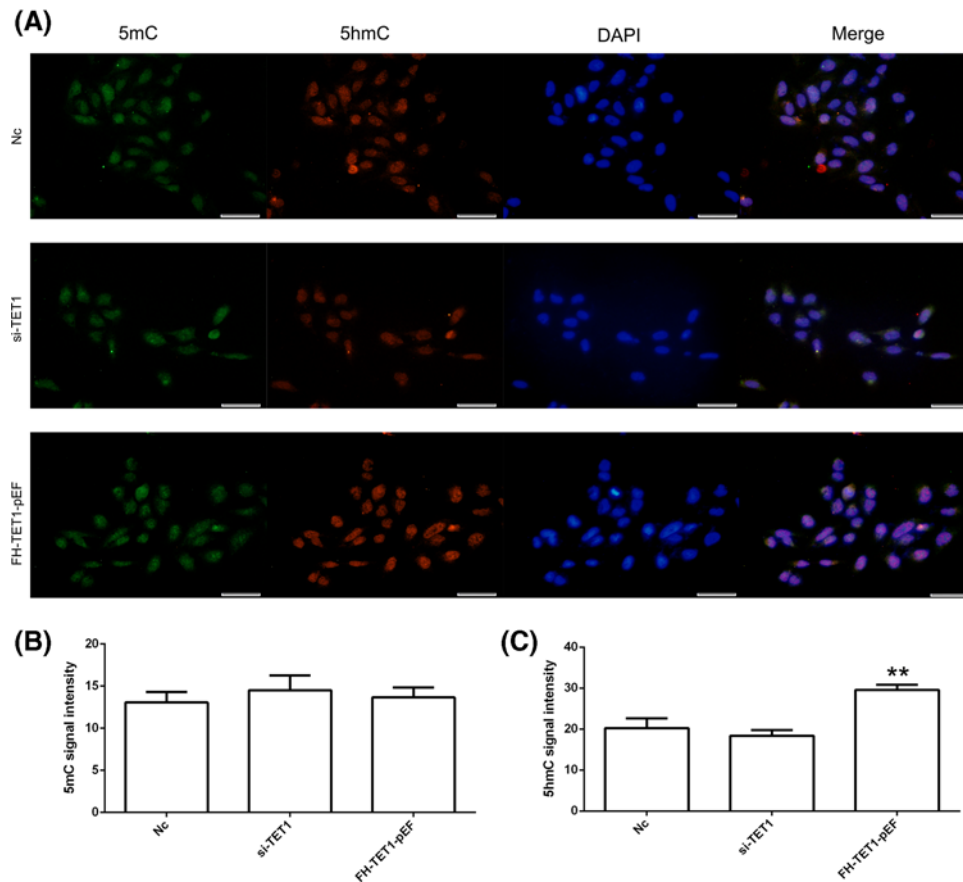 (A)
5mC 5hmC DAPI Merge
Nc
si-TET1
FH-TET1-pEF
(B)
5mC signal intensity
20
15
10
5
0
Nc si-TET1 FH-TET1-pEF
(C)
5hmC signal intensity
40
30
20
10
0
**
Nc si-TET1 FH-TET1-pEF